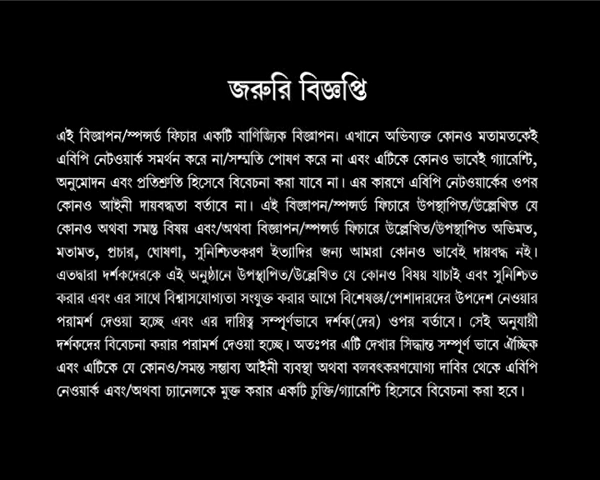 জরুরি বিজ্ঞপ্তি
এই বিজ্ঞাপন/স্পন্সর্ড ফিচার একটি বাণিজ্যিক বিজ্ঞাপন। এখানে অভিব্যক্ত কোনও মতামতকেই
এবিপি নেটওয়ার্ক সমর্থন করে না/সম্মতি পোষণ করে না এবং এটিকে কোনও ভাবেই গ্যারেন্টি,
অনুমোদন এবং প্রতিশ্রুতি হিসেবে বিবেচনা করা যাবে না। এর কারণে এবিপি নেটওয়ার্কের ওপর
কোনও আইনী দায়বদ্ধতা বর্তাবে না। এই বিজ্ঞাপন/স্পন্সর্ড ফিচারে উপস্থাপিত/উল্লেখিত যে
কোনও অথবা সমস্ত বিষয় এবং/অথবা বিজ্ঞাপন/স্পন্সর্ড ফিচারে উল্লেখিত/উপস্থাপিত অভিমত,
মতামত, প্রচার, ঘোষণা, সুনিশ্চিতকরণ ইত্যাদির জন্য আমরা কোনও ভাবেই দায়বদ্ধ নই।
এতদ্বারা দর্শকদেরকে এই অনুষ্ঠানে উপস্থাপিত/উল্লেখিত যে কোনও বিষয় যাচাই এবং সুনিশ্চিত
করার এবং এর সাথে বিশ্বাসযোগ্যতা সংযুক্ত করার আগে বিশেষজ্ঞ/পেশাদারদের উপদেশ নেওয়ার
পরামর্শ দেওয়া হচ্ছে এবং এর দায়িত্ব সম্পূর্ণভাবে দর্শক(দের) ওপর বর্তাবে। সেই অনুযায়ী
দর্শকদের বিবেচনা করার পরামর্শ দেওয়া হচ্ছে। অতঃপর এটি দেখার সিদ্ধান্ত সম্পূর্ণ ভাবে ঐচ্ছিক
এবং এটিকে যে কোনও/সমস্ত সম্ভাব্য আইনী ব্যবস্থা অথবা বলবৎকরণযোগ্য দাবির থেকে এবিপি
নেওয়ার্ক এবং/অথবা চ্যানেলকে মুক্ত করার একটি চুক্তি/গ্যারেন্টি হিসেবে বিবেচনা করা হবে।